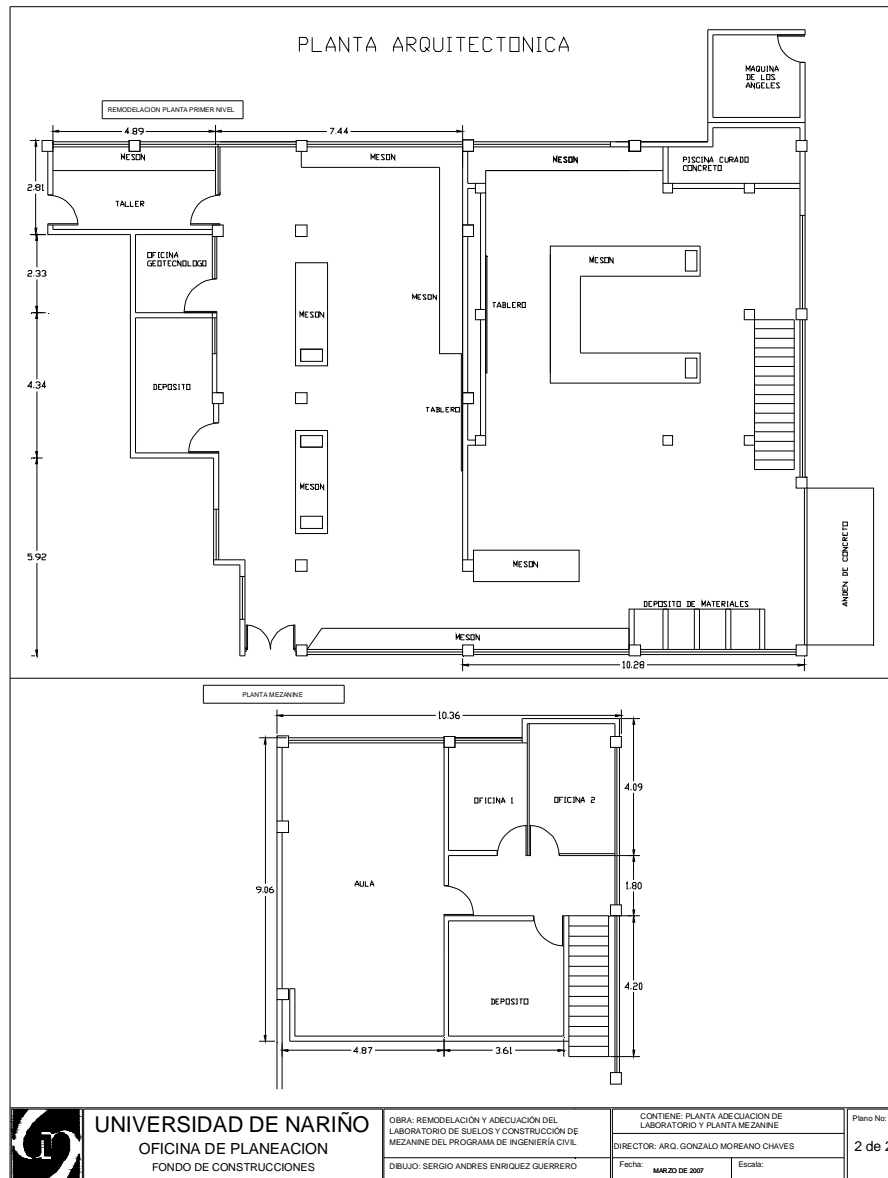 PLANTA ARQUITECTONICA
REMODELACION PLANTA PRIMER NIVEL
MAQUINA
DE LOS
ANGELES
4.89
7.44
MESON
MESON
MESON
PISCINA CURADO
CONCRETO
2.81
TALLER
OFICINA
GEOTECNOLOGO
2.33
MESON
MESON
TABLERO
MESON
4.34
DEPOSITO
TABLERO
MESON
5.92
MESON
ANDEN DE CONCRETO
DEPOSITO DE MATERIALES
MESON
10.28
PLANTA MEZANINE
10.36
4.09
OFICINA 1
OFICINA 2
9.06
AULA
1.80
4.20
DEPOSITO
4.87
3.61
UNIVERSIDAD DE NARIÑO
OFICINA DE PLANEACION
FONDO DE CONSTRUCCIONES
OBRA: REMODELACIÓN Y ADECUACIÓN DEL
LABORATORIO DE SUELOS Y CONSTRUCCIÓN DE
MEZANINE DEL PROGRAMA DE INGENIERÍA CIVIL
DIBUJO: SERGIO ANDRES ENRIQUEZ GUERRERO
CONTIENE: PLANTA ADECUACION DE
LABORATORIO Y PLANTA MEZANINE
DIRECTOR: ARQ. GONZALO MOREANO CHAVES
Fecha: MARZO DE 2007
Escala:
Plano No:
2 de 2